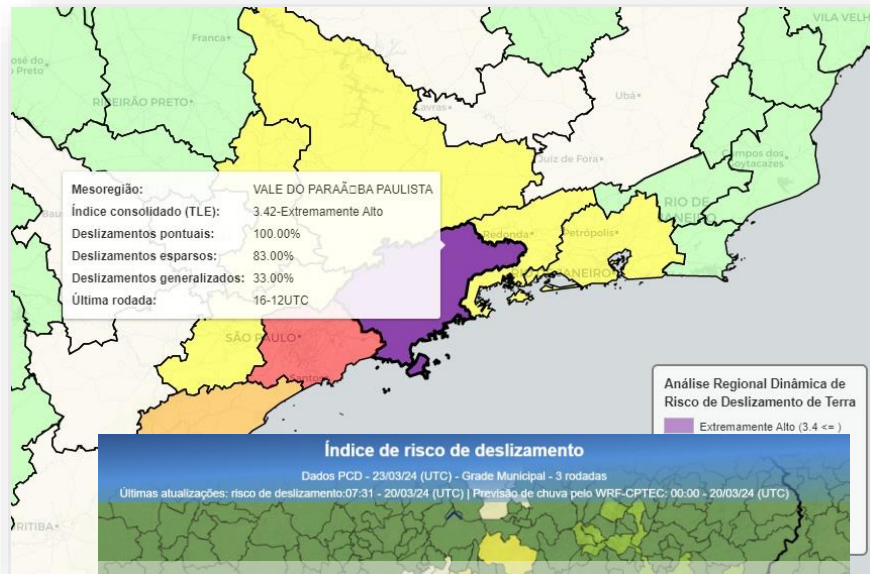 VILA VELH
Franca
José do
Rio Preto
RIBEIRÃO PRETO
Lavras
Ubá
Juiz de Fora
Campos dos
Goytacazes
Mesoregião: VALE DO PARAÃ□BA PAULISTA
Índice consolidado (TLE): 3.42-Extremamente Alto
Deslizamentos pontuais: 100.00%
Deslizamentos esparsos: 83.00%
Deslizamentos generalizados: 33.00%
Última rodada: 16-12UTC
Bau
RIO DE
JANEIRO
Redonda
Petrópolis
JANEIRO
SÃO PAULO
Santos
Análise Regional Dinâmica de
Risco de Deslizamento de Terra
Extremamente Alto (3.4 <= )
Índice de risco de deslizamento
Dados PCD - 23/03/24 (UTC) - Grade Municipal - 3 rodadas
Últimas atualizações: risco de deslizamento:07:31 - 20/03/24 (UTC) | Previsão de chuva pelo WRF-CPTEC: 00:00 - 20/03/24 (UTC)
RITIBA